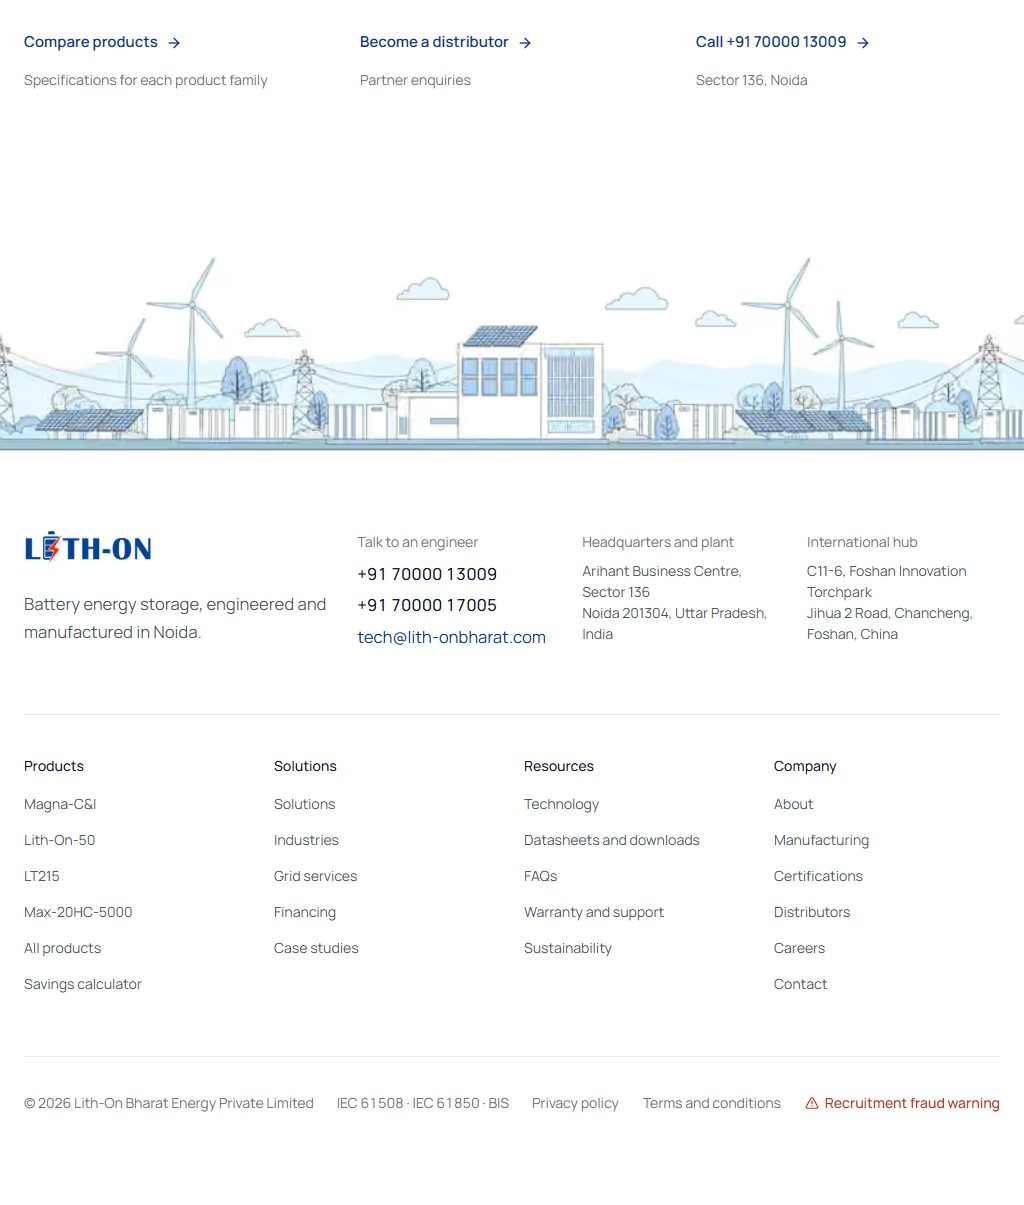 Compare products →
Specifications for each product family
Become a distributor →
Partner enquiries
Call +91 70000 13009 →
Sector 136, Noida
LITH-ON
Battery energy storage, engineered and
manufactured in Noida.
Talk to an engineer
+91 70000 13009
+91 70000 17005
tech@lith-onbharat.com
Headquarters and plant
Arihant Business Centre,
Sector 136
Noida 201304, Uttar Pradesh,
India
International hub
C11-6, Foshan Innovation
Torchpark
Jihua 2 Road, Chancheng,
Foshan, China
Products
Magna-C&I
Lith-On-50
LT215
Max-20HC-5000
All products
Savings calculator
Solutions
Solutions
Industries
Grid services
Financing
Case studies
Resources
Technology
Datasheets and downloads
FAQs
Warranty and support
Sustainability
Company
About
Manufacturing
Certifications
Distributors
Careers
Contact
© 2026 Lith-On Bharat Energy Private Limited
IEC 61508 · IEC 61850 · BIS
Privacy policy
Terms and conditions
Recruitment fraud warning